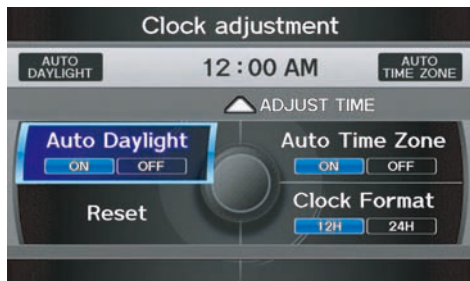 Clock adjustment
AUTO DAYLIGHT
12:00 AM
AUTO TIME ZONE
ADJUST TIME
Auto Daylight
ON OFF
Auto Time Zone
ON OFF
Reset
Clock Format
12H 24H